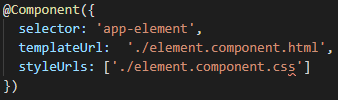 @Component({
  selector: 'app-element',
  templateUrl:  './element.component.html',
  styleUrls: ['./element.component.css']
})